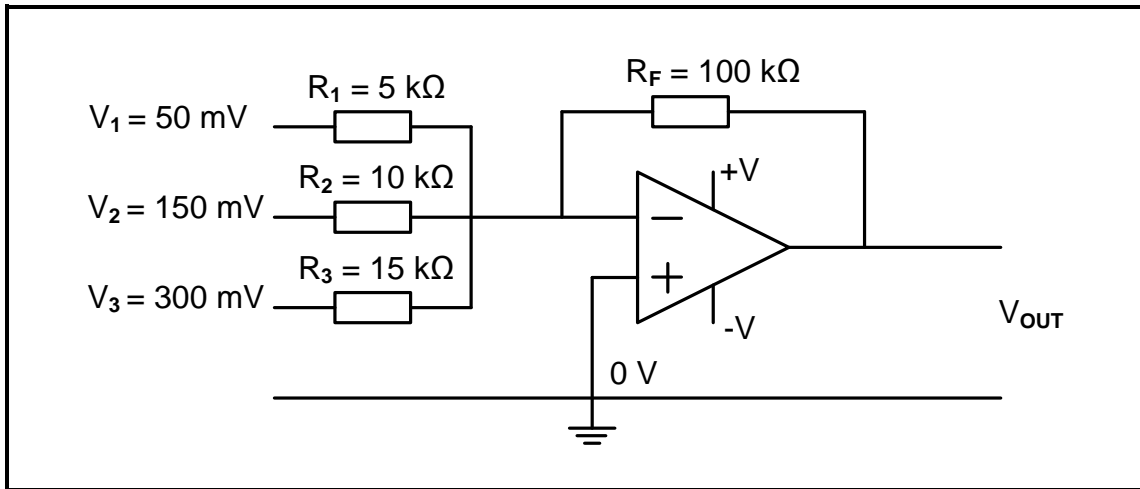 R₁ = 5 kΩ
R_F = 100 kΩ
V₁ = 50 mV
R₂ = 10 kΩ
+V
V₂ = 150 mV
−
R₃ = 15 kΩ
+
V₃ = 300 mV
-V
V_OUT
0 V